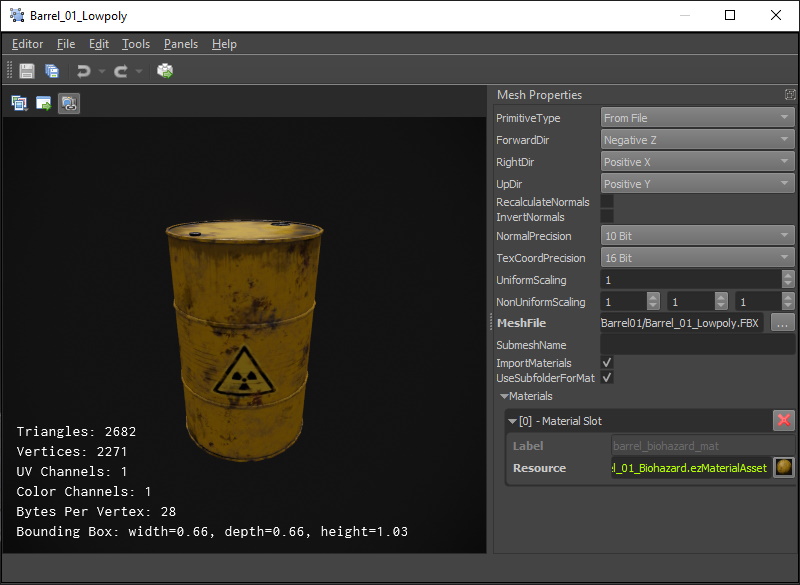 Barrel_01_Lowpoly
Editor File Edit Tools Panels Help
Mesh Properties
PrimitiveType From File
ForwardDir Negative Z
RightDir Positive X
UpDir Positive Y
RecalculateNormals
InvertNormals
NormalPrecision 10 Bit
TexCoordPrecision 16 Bit
UniformScaling 1
NonUniformScaling 1 1 1
MeshFile /Barrel01/Barrel_01_Lowpoly.FBX ...
SubmeshName
ImportMaterials
UseSubfolderForMat
Materials
[0] - Material Slot
Label barrel_biohazard_mat
Resource l_01_Biohazard.ezMaterialAsset
Triangles: 2682
Vertices: 2271
UV Channels: 1
Color Channels: 1
Bytes Per Vertex: 28
Bounding Box: width=0.66, depth=0.66, height=1.03